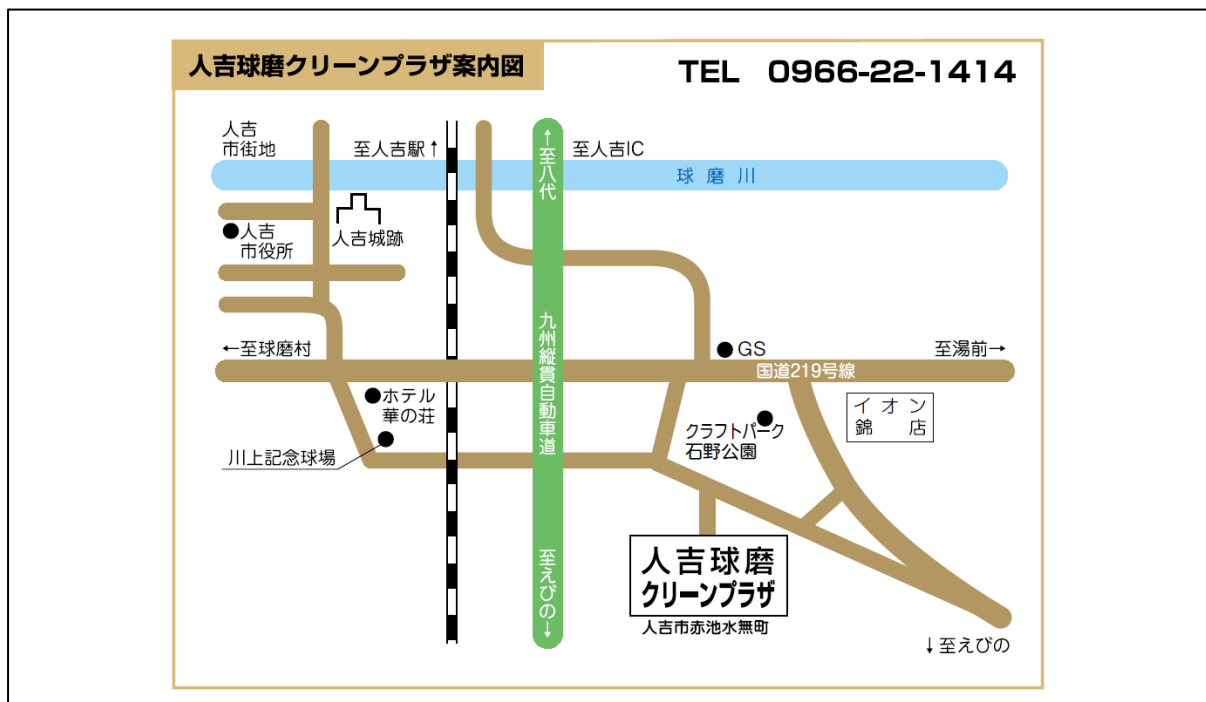 人吉球磨クリーンプラザ案内図
TEL 0966-22-1414
人吉
市街地
至人吉駅↑
←至八代
至人吉IC
球磨川
人吉城跡
●人吉
市役所
九州縦貫自動車道
←至球磨村
●GS
至湯前→
国道219号線
●ホテル
華の荘
イオン
錦店
クラフトパーク
石野公園
川上記念球場
至えびの→
人吉球磨
クリーンプラザ
人吉市赤池水無町
↓至えびの